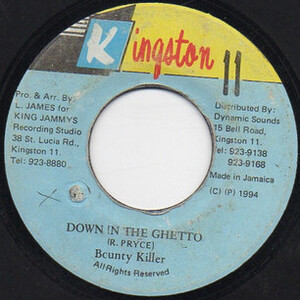 Kingston 11
Pro. & Arr. By:
L. JAMES for
KING JAMMYS
Recording Studio
38 St. Lucia Rd.,
Kingston 11.
Tel: 923-8880
Distributed By:
Dynamic Sounds
15 Bell Road,
Kingston 11.
Tel: 923-9138
923-9168
Made in Jamaica
(P) (C) 1994
DOWN IN THE GHETTO
(R. PRYCE)
Bounty Killer
All Rights Reserved